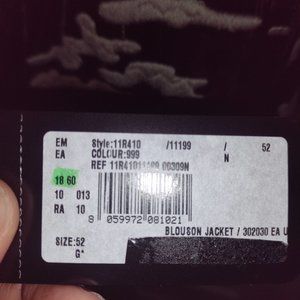 EM Style:11R410 /11199 / 52
EA COLOUR:999 N
REF 11R41011199 00309N
18 60
10 013
RA 10
8 059972 081021
BLOUSON JACKET / 302030 EA U
SIZE:52
G*